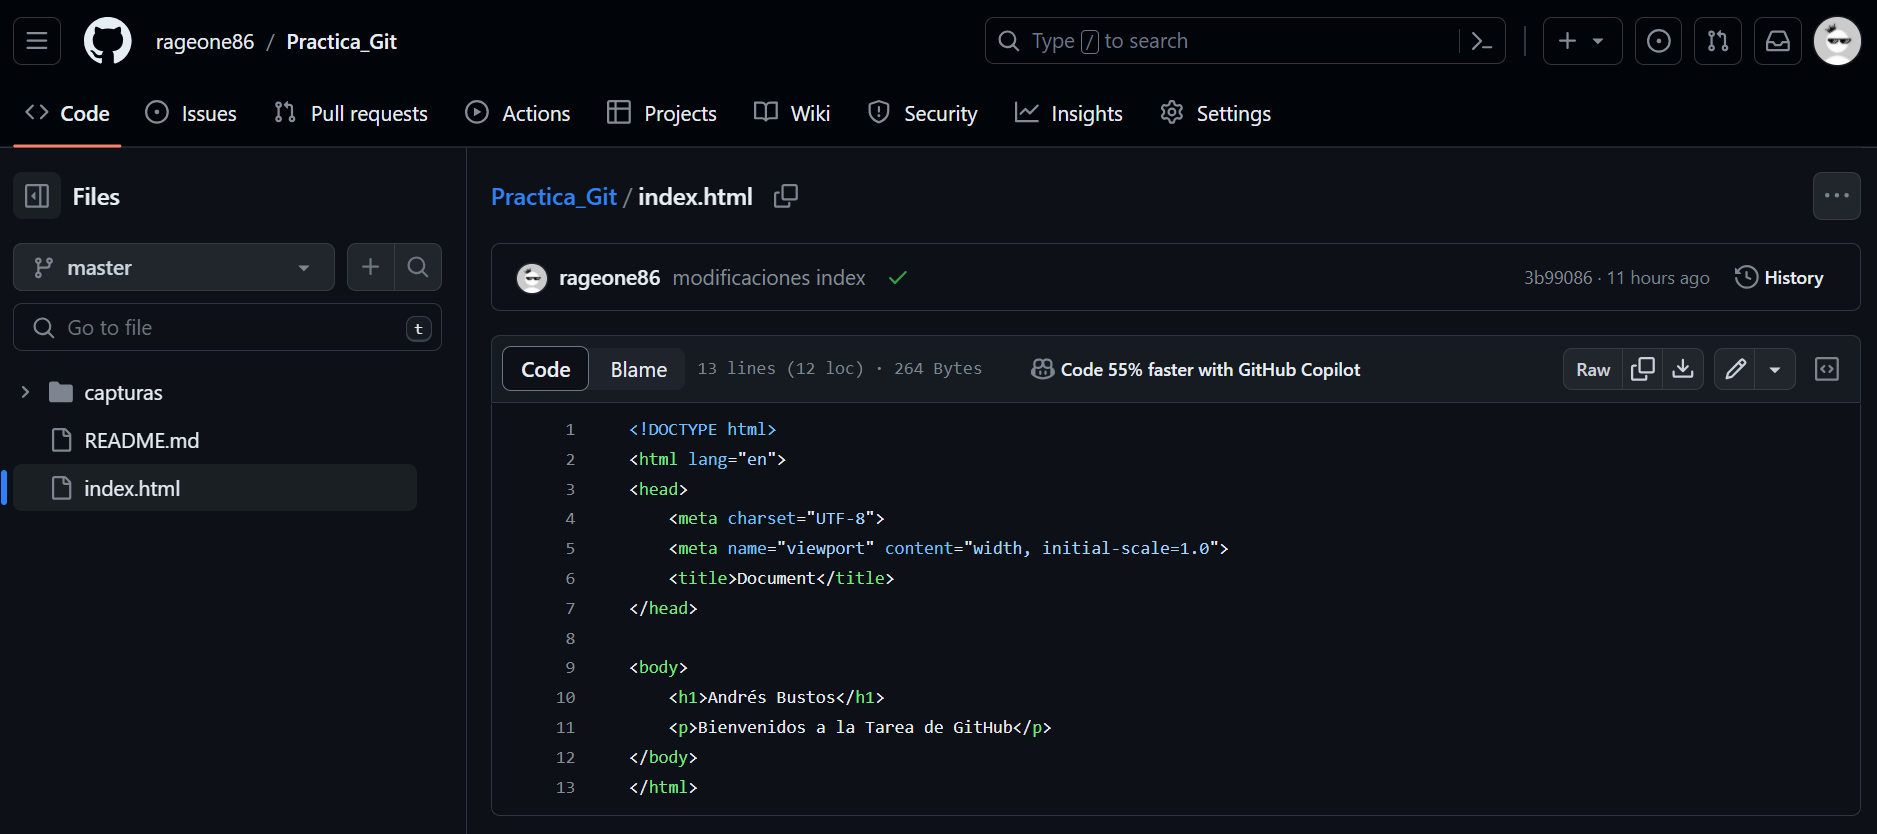 rageone86 / Practica_Git
Type / to search
Code Issues Pull requests Actions Projects Wiki Security Insights Settings
Files
master
Go to file t
capturas
README.md
index.html
Practica_Git / index.html
rageone86 modificaciones index
3b99086 · 11 hours ago History
Code Blame 13 lines (12 loc) · 264 Bytes Code 55% faster with GitHub Copilot Raw
1 <!DOCTYPE html>
2 <html lang="en">
3 <head>
4 <meta charset="UTF-8">
5 <meta name="viewport" content="width, initial-scale=1.0">
6 <title>Document</title>
7 </head>
8
9 <body>
10 <h1>Andrés Bustos</h1>
11 <p>Bienvenidos a la Tarea de GitHub</p>
12 </body>
13 </html>